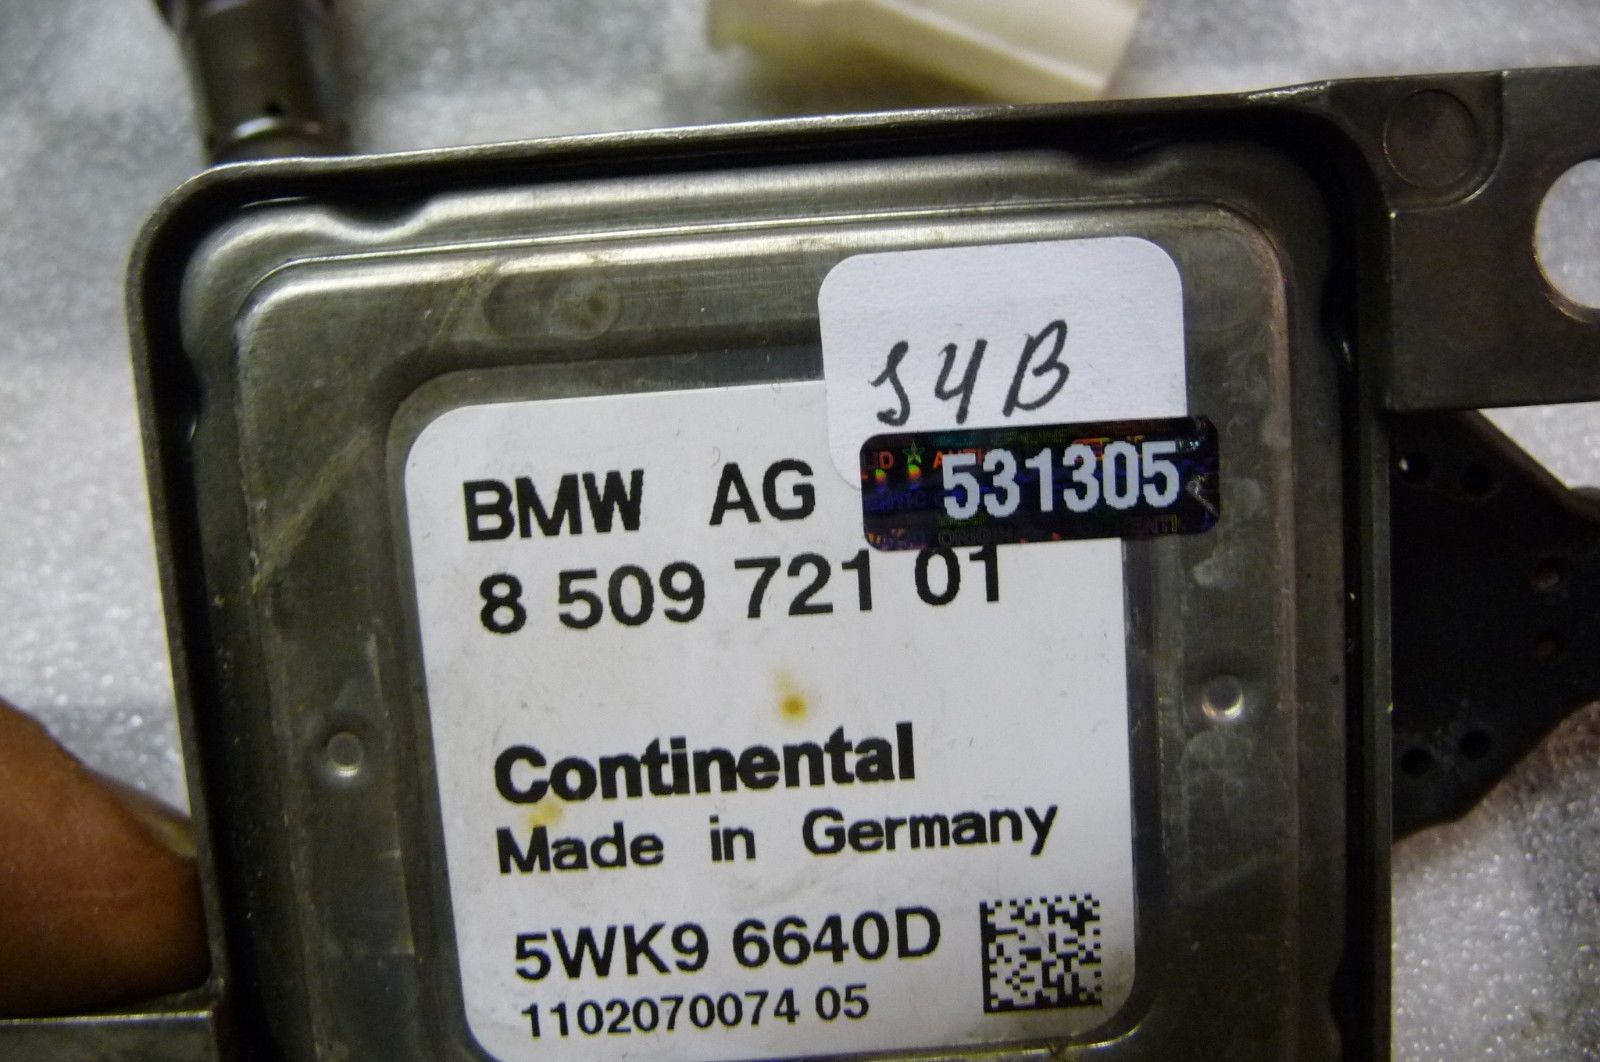 S4B
BMW AG
531305
8 509 721 01
Continental
Made in Germany
5WK9 6640D
1102070074 05